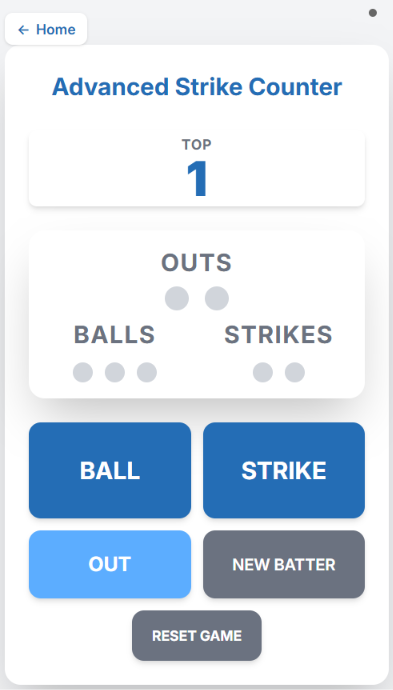 ← Home
Advanced Strike Counter
TOP
1
OUTS
BALLS STRIKES
BALL STRIKE
OUT NEW BATTER
RESET GAME